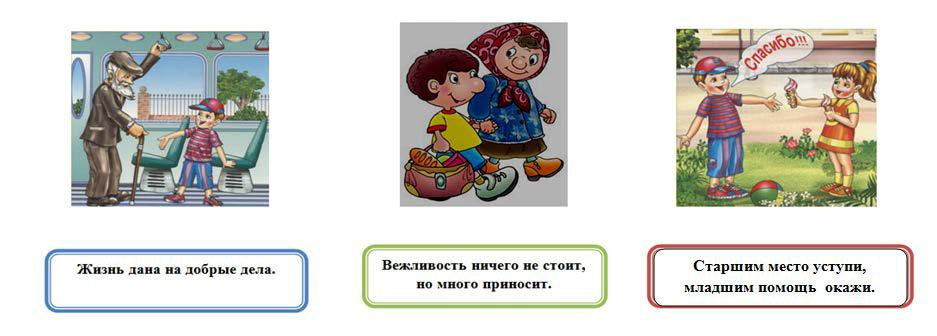 Спасибо!!!
Жизнь дана на добрые дела.
Вежливость ничего не стоит,
но много приносит.
Старшим место уступи,
младшим помощь окажи.